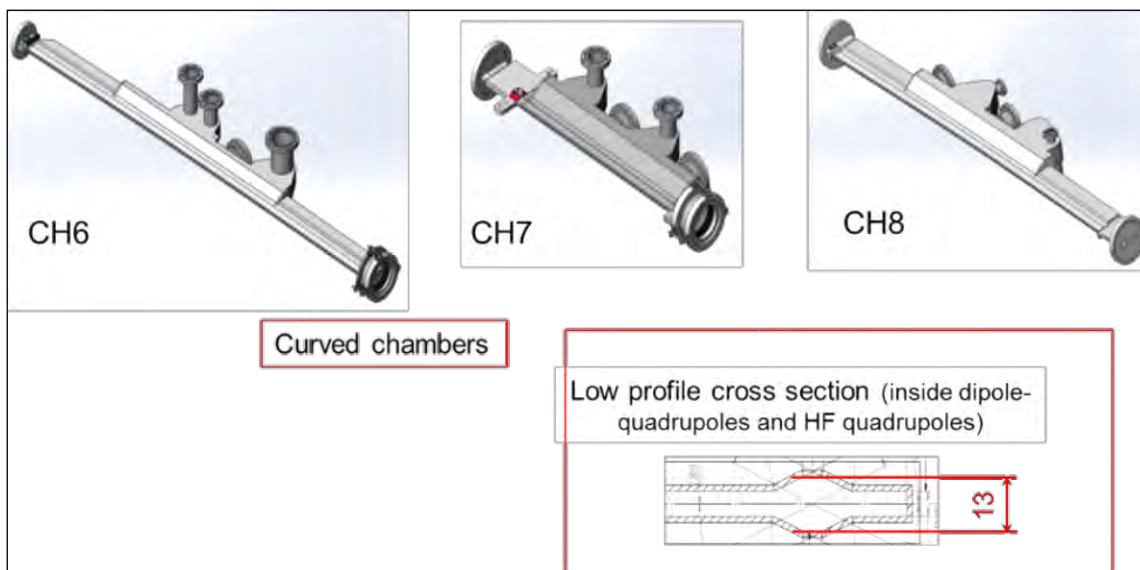 CH6
CH7
CH8
Curved chambers
Low profile cross section (inside dipole-
quadrupoles and HF quadrupoles)
13